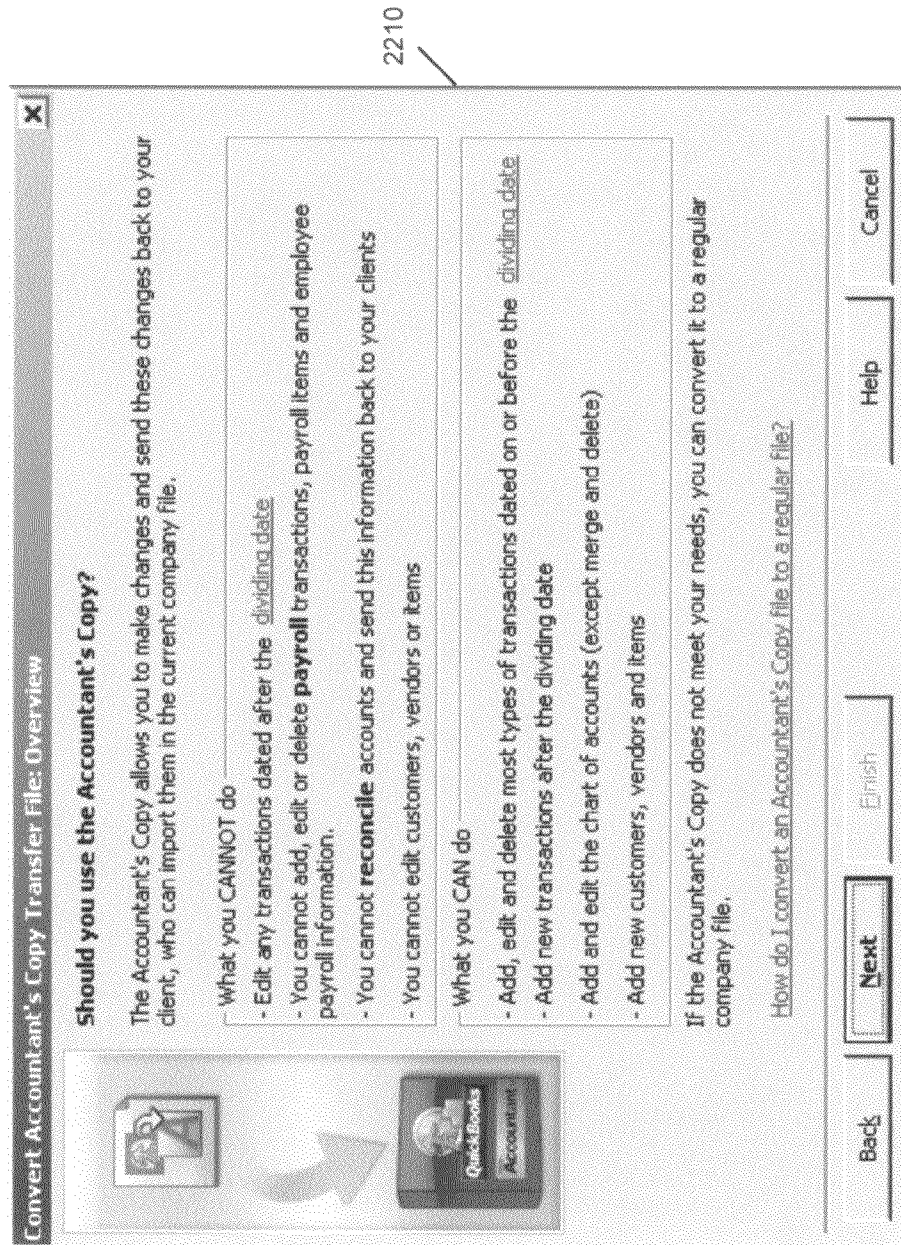 Convert Accountant's Copy Transfer File: Overview
Should you use the Accountant's Copy?
The Accountant's Copy allows you to make changes and send these changes back to your
client, who can import them in the current company file.
What you CANNOT do
- Edit any transactions dated after the dividing date
- You cannot add, edit or delete payroll transactions, payroll items and employee
payroll information.
- You cannot reconcile accounts and send this information back to your clients
- You cannot edit customers, vendors or items
What you CAN do
- Add, edit and delete most types of transactions dated on or before the dividing date
- Add new transactions after the dividing date
- Add and edit the chart of accounts (except merge and delete)
- Add new customers, vendors and items
If the Accountant's Copy does not meet your needs, you can convert it to a regular
company file.
How do I convert an Accountant's Copy file to a regular file?
QuickBooks
Accountant
Back
Next
Finish
Help
Cancel
2210